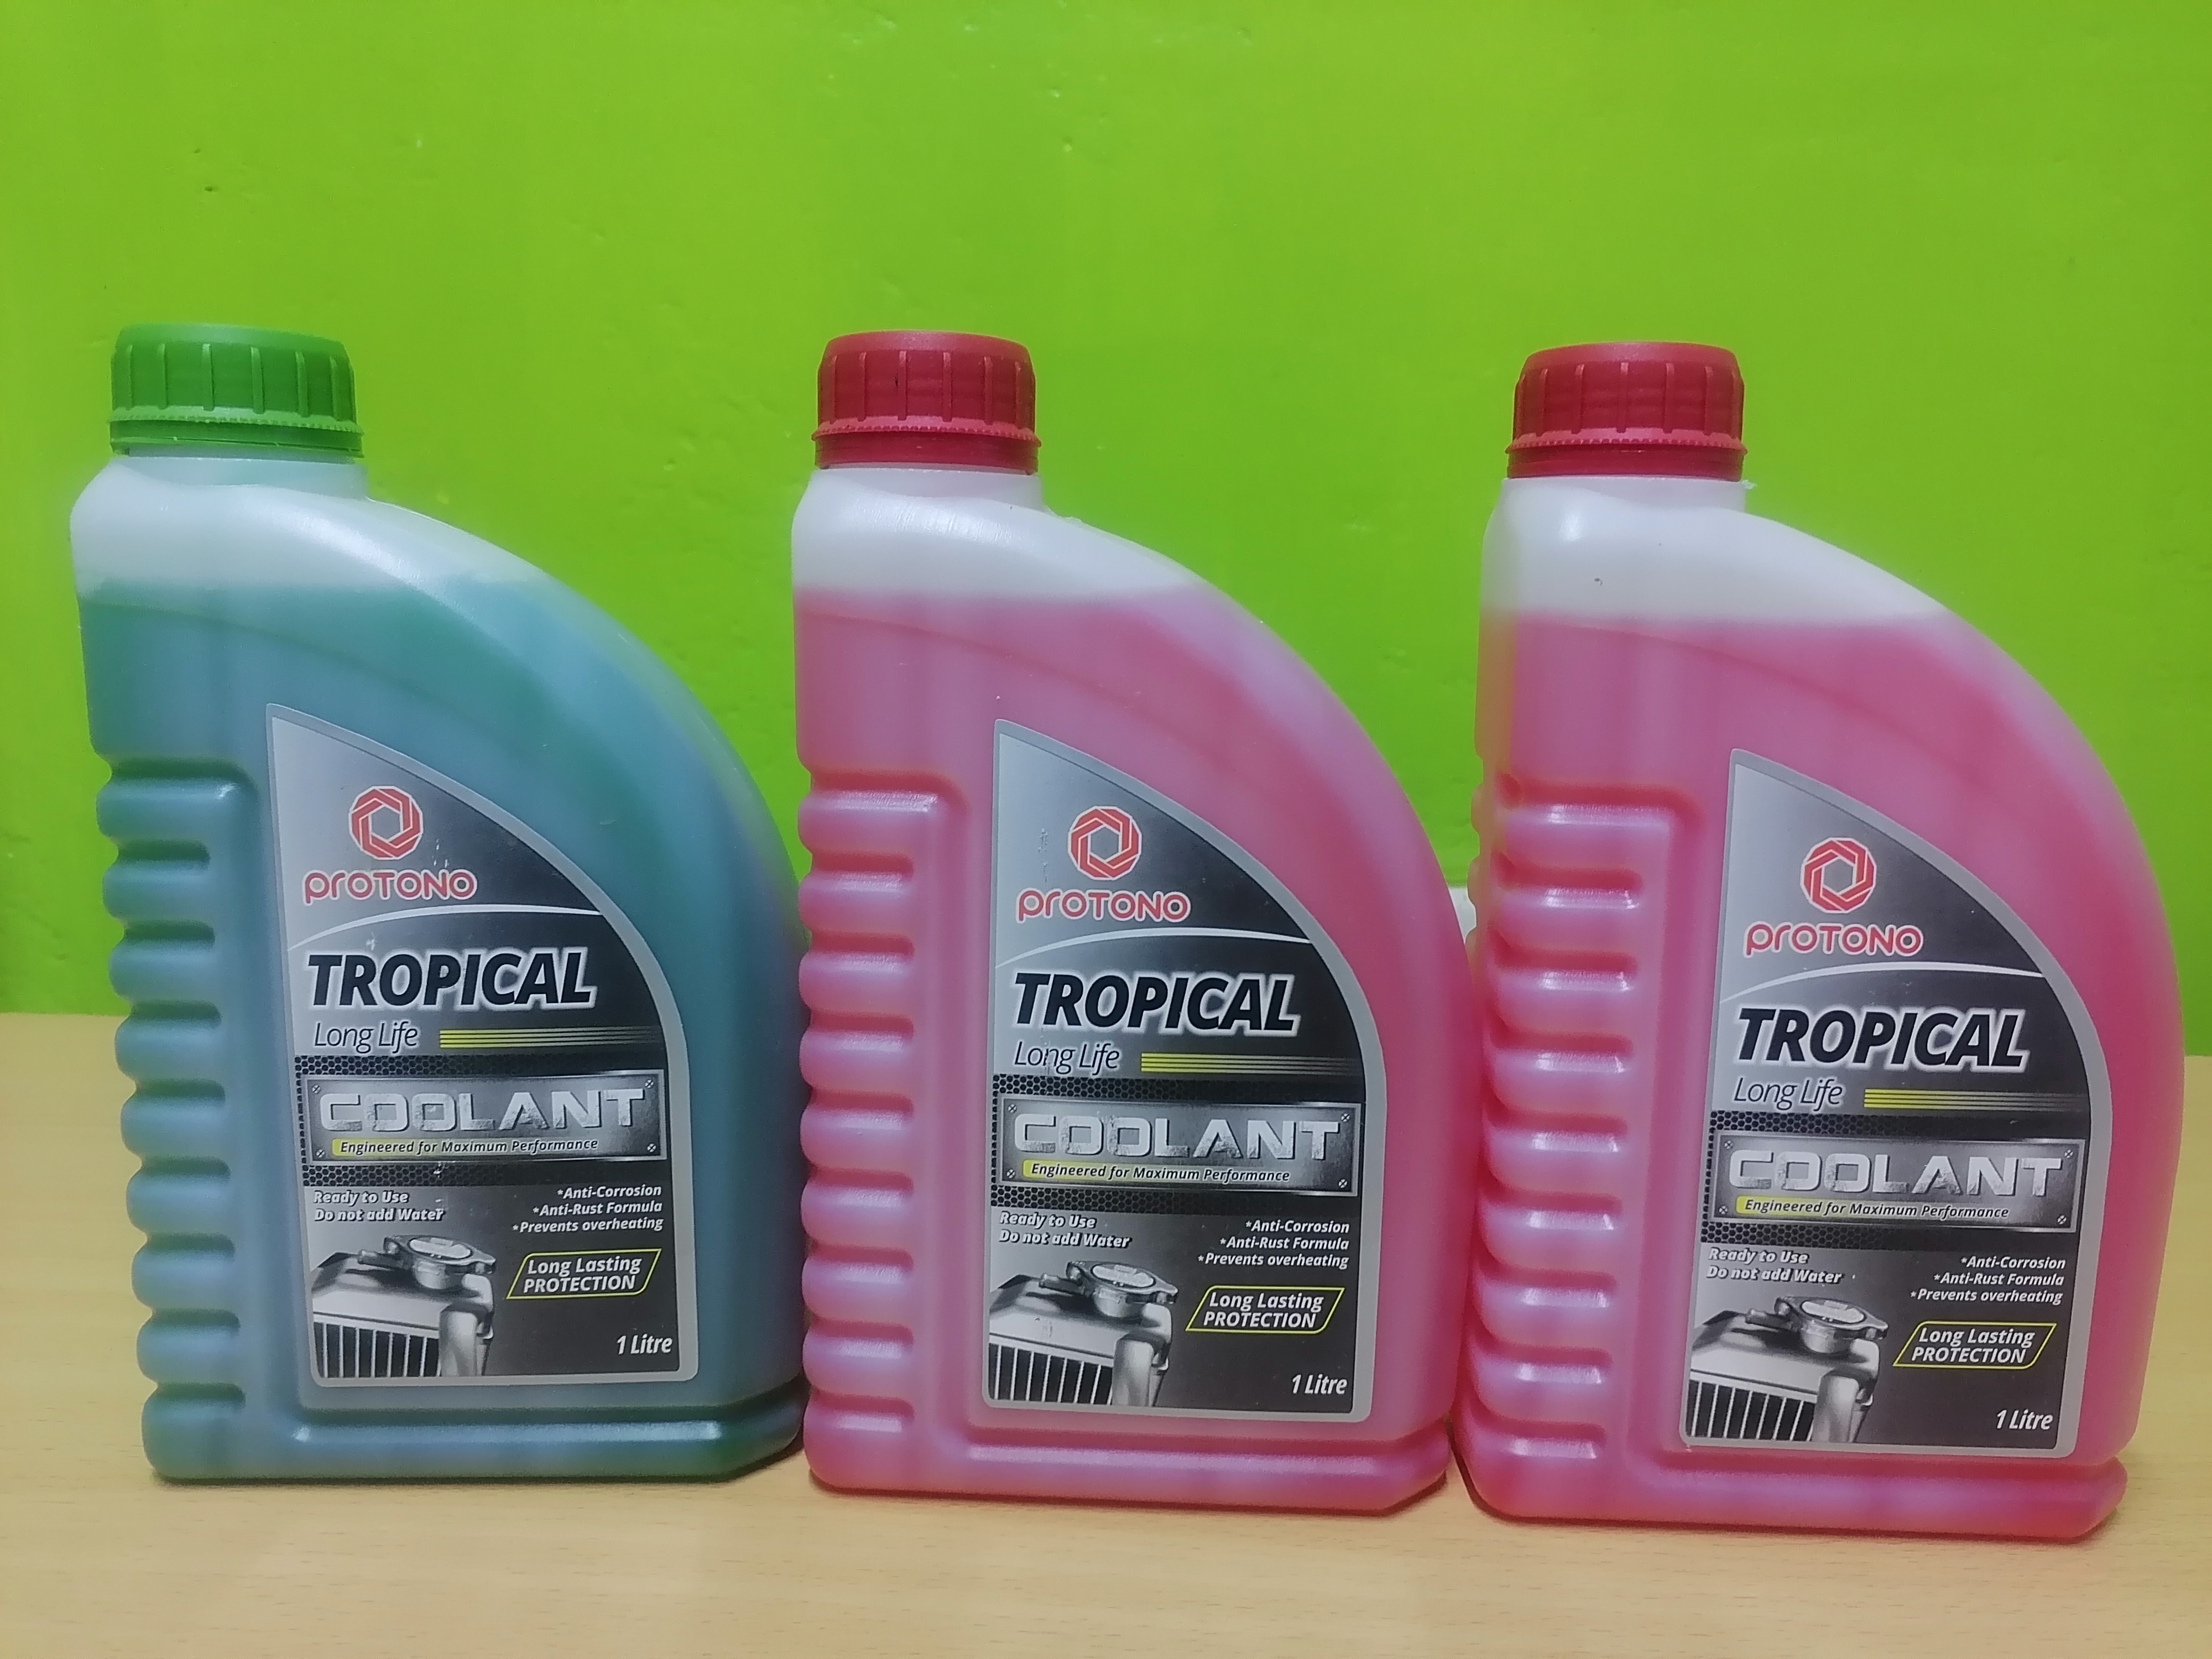 PROTONO
TROPICAL
Long Life
COOLANT
Engineered for Maximum Performance
Ready to Use
Do not add Water
*Anti-Corrosion
*Anti-Rust Formula
*Prevents overheating
Long Lasting
PROTECTION
1 Litre
PROTONO
TROPICAL
Long Life
COOLANT
Engineered for Maximum Performance
Ready to Use
Do not add Water
*Anti-Corrosion
*Anti-Rust Formula
*Prevents overheating
Long Lasting
PROTECTION
1 Litre
PROTONO
TROPICAL
Long Life
COOLANT
Engineered for Maximum Performance
Ready to Use
Do not add Water
*Anti-Corrosion
*Anti-Rust Formula
*Prevents overheating
Long Lasting
PROTECTION
1 Litre